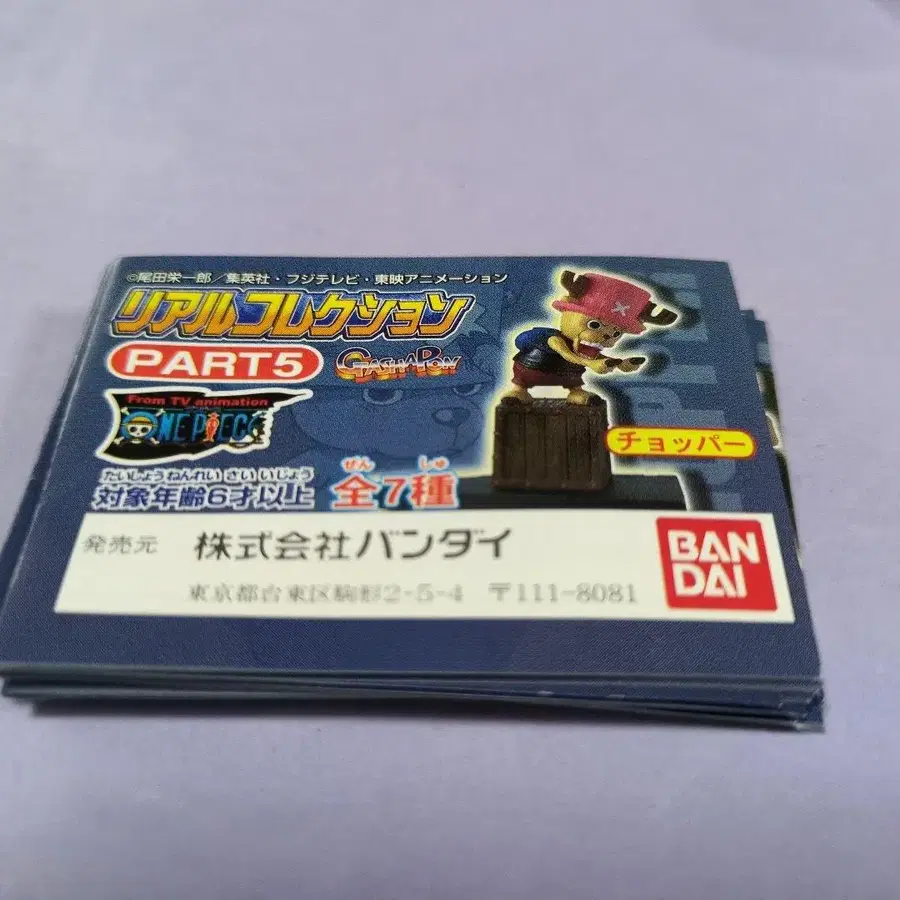 ©尾田栄一郎／集英社・フジテレビ・東映アニメーション
リアルコレクション
PART5 GASHAPON
From TV animation
ONE PIECE
チョッパー
たいしょうねんれい さい いじょう
対象年齢6才以上
ぜん しゅ
全7種
発売元 株式会社バンダイ
東京都台東区駒形2-5-4 〒111-8081
BAN
DAI